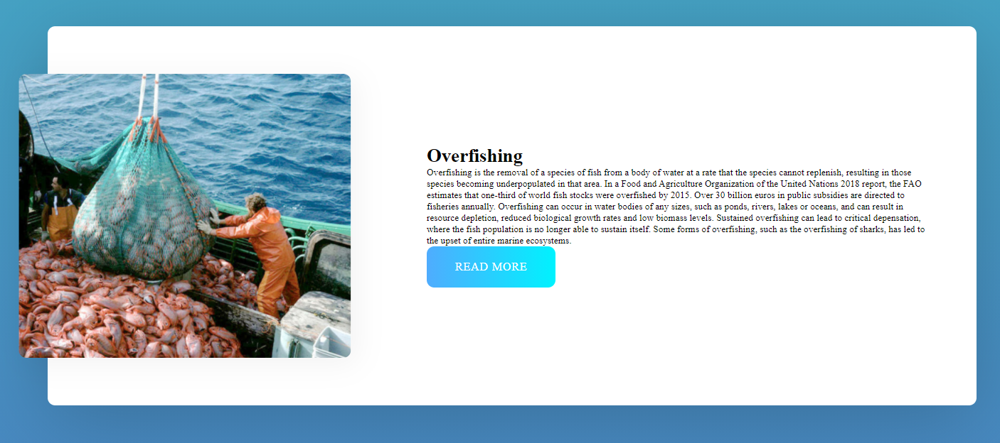 Overfishing
Overfishing is the removal of a species of fish from a body of water at a rate that the species cannot replenish, resulting in those
species becoming underpopulated in that area. In a Food and Agriculture Organization of the United Nations 2018 report, the FAO
estimates that one-third of world fish stocks were overfished by 2015. Over 30 billion euros in public subsidies are directed to
fisheries annually. Overfishing can occur in water bodies of any sizes, such as ponds, rivers, lakes or oceans, and can result in
resource depletion, reduced biological growth rates and low biomass levels. Sustained overfishing can lead to critical depensation,
where the fish population is no longer able to sustain itself. Some forms of overfishing, such as the overfishing of sharks, has led to
the upset of entire marine ecosystems.
READ MORE